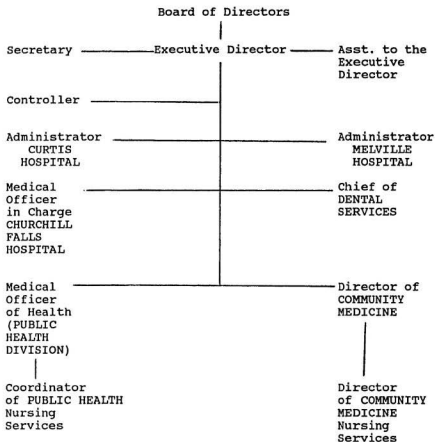 Board of Directors
Secretary Executive Director Asst. to the
Executive
Director
Controller
Administrator
CURTIS
HOSPITAL
Administrator
MELVILLE
HOSPITAL
Medical
Officer
in Charge
CHURCHILL
FALLS
HOSPITAL
Chief of
DENTAL
SERVICES
Medical
Officer
of Health
(PUBLIC
HEALTH
DIVISION)
Director of
COMMUNITY
MEDICINE
Coordinator
of PUBLIC HEALTH
Nursing
Services
Director
of COMMUNITY
MEDICINE
Nursing
Services